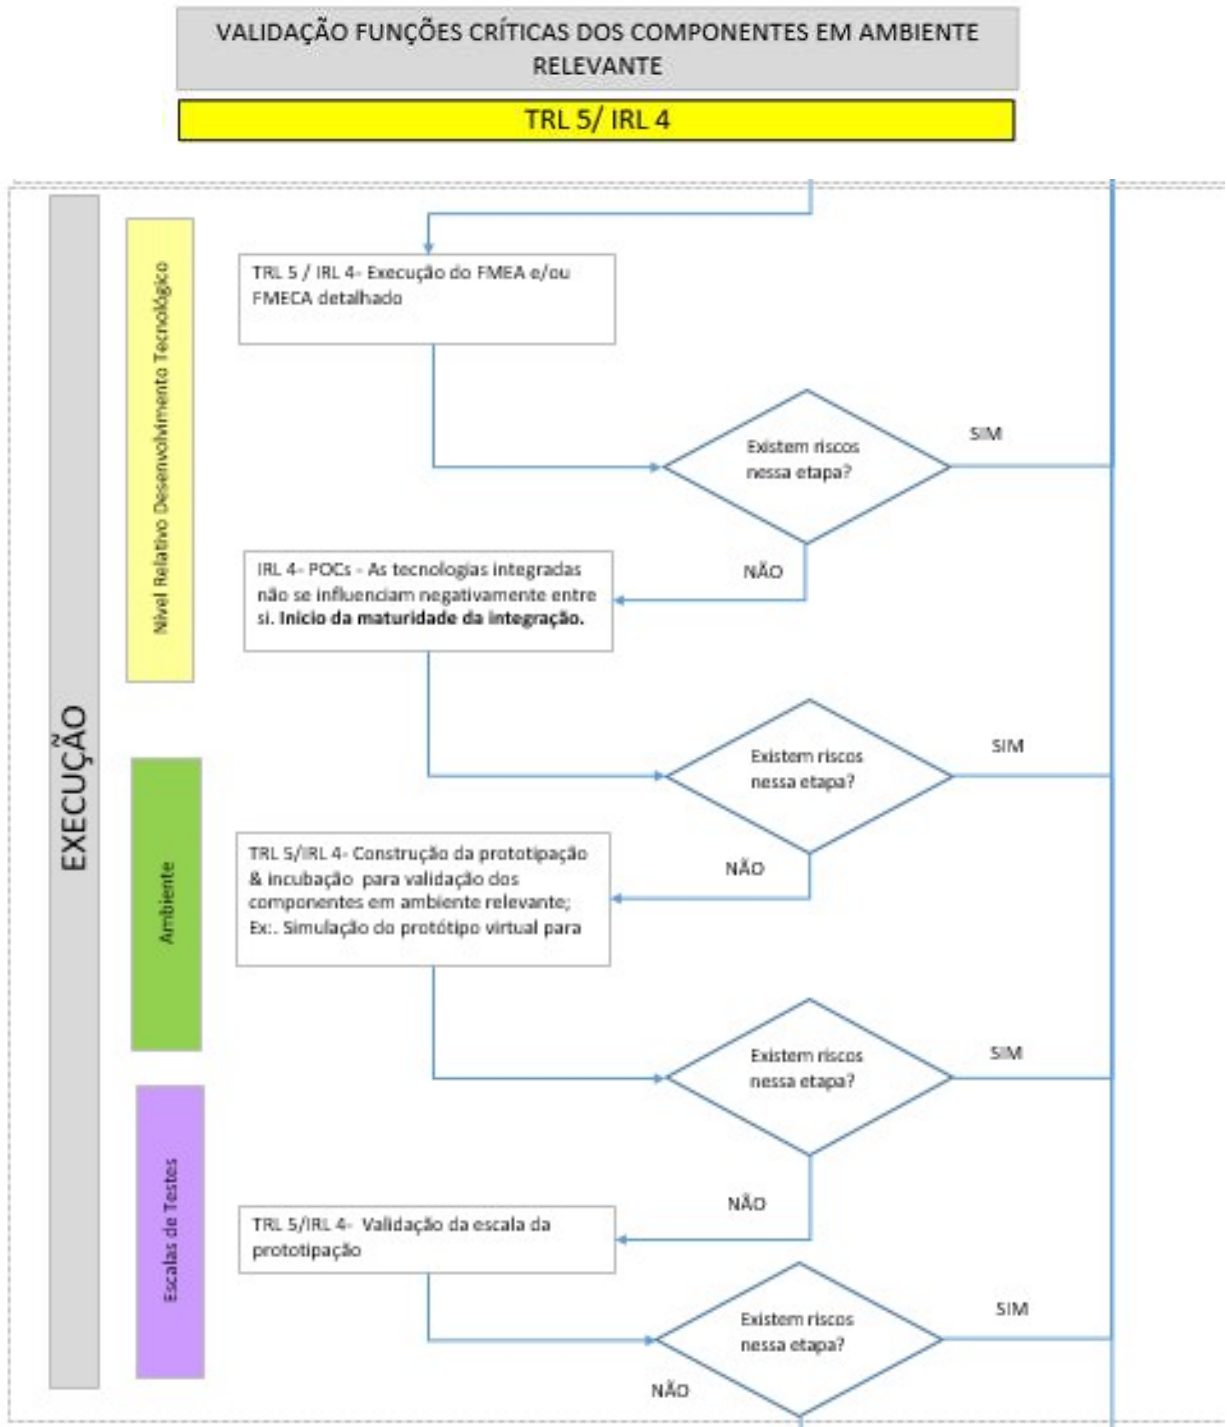 VALIDAÇÃO FUNÇÕES CRÍTICAS DOS COMPONENTES EM AMBIENTE
RELEVANTE
TRL 5/ IRL 4
EXECUÇÃO
Nível Relativo Desenvolvimento Tecnológico
TRL 5 / IRL 4- Execução do FMEA e/ou
FMECA detalhado
Existem riscos
nessa etapa?
SIM
NÃO
IRL 4- POCs - As tecnologias integradas
não se influenciam negativamente entre
si. Inicio da maturidade da integração.
Existem riscos
nessa etapa?
SIM
NÃO
Ambiente
TRL 5/IRL 4- Construção da prototipação
& incubação para validação dos
componentes em ambiente relevante;
Ex:. Simulação do protótipo virtual para
Existem riscos
nessa etapa?
SIM
NÃO
Escalas de Testes
TRL 5/IRL 4- Validação da escala da
prototipação
Existem riscos
nessa etapa?
SIM
NÃO